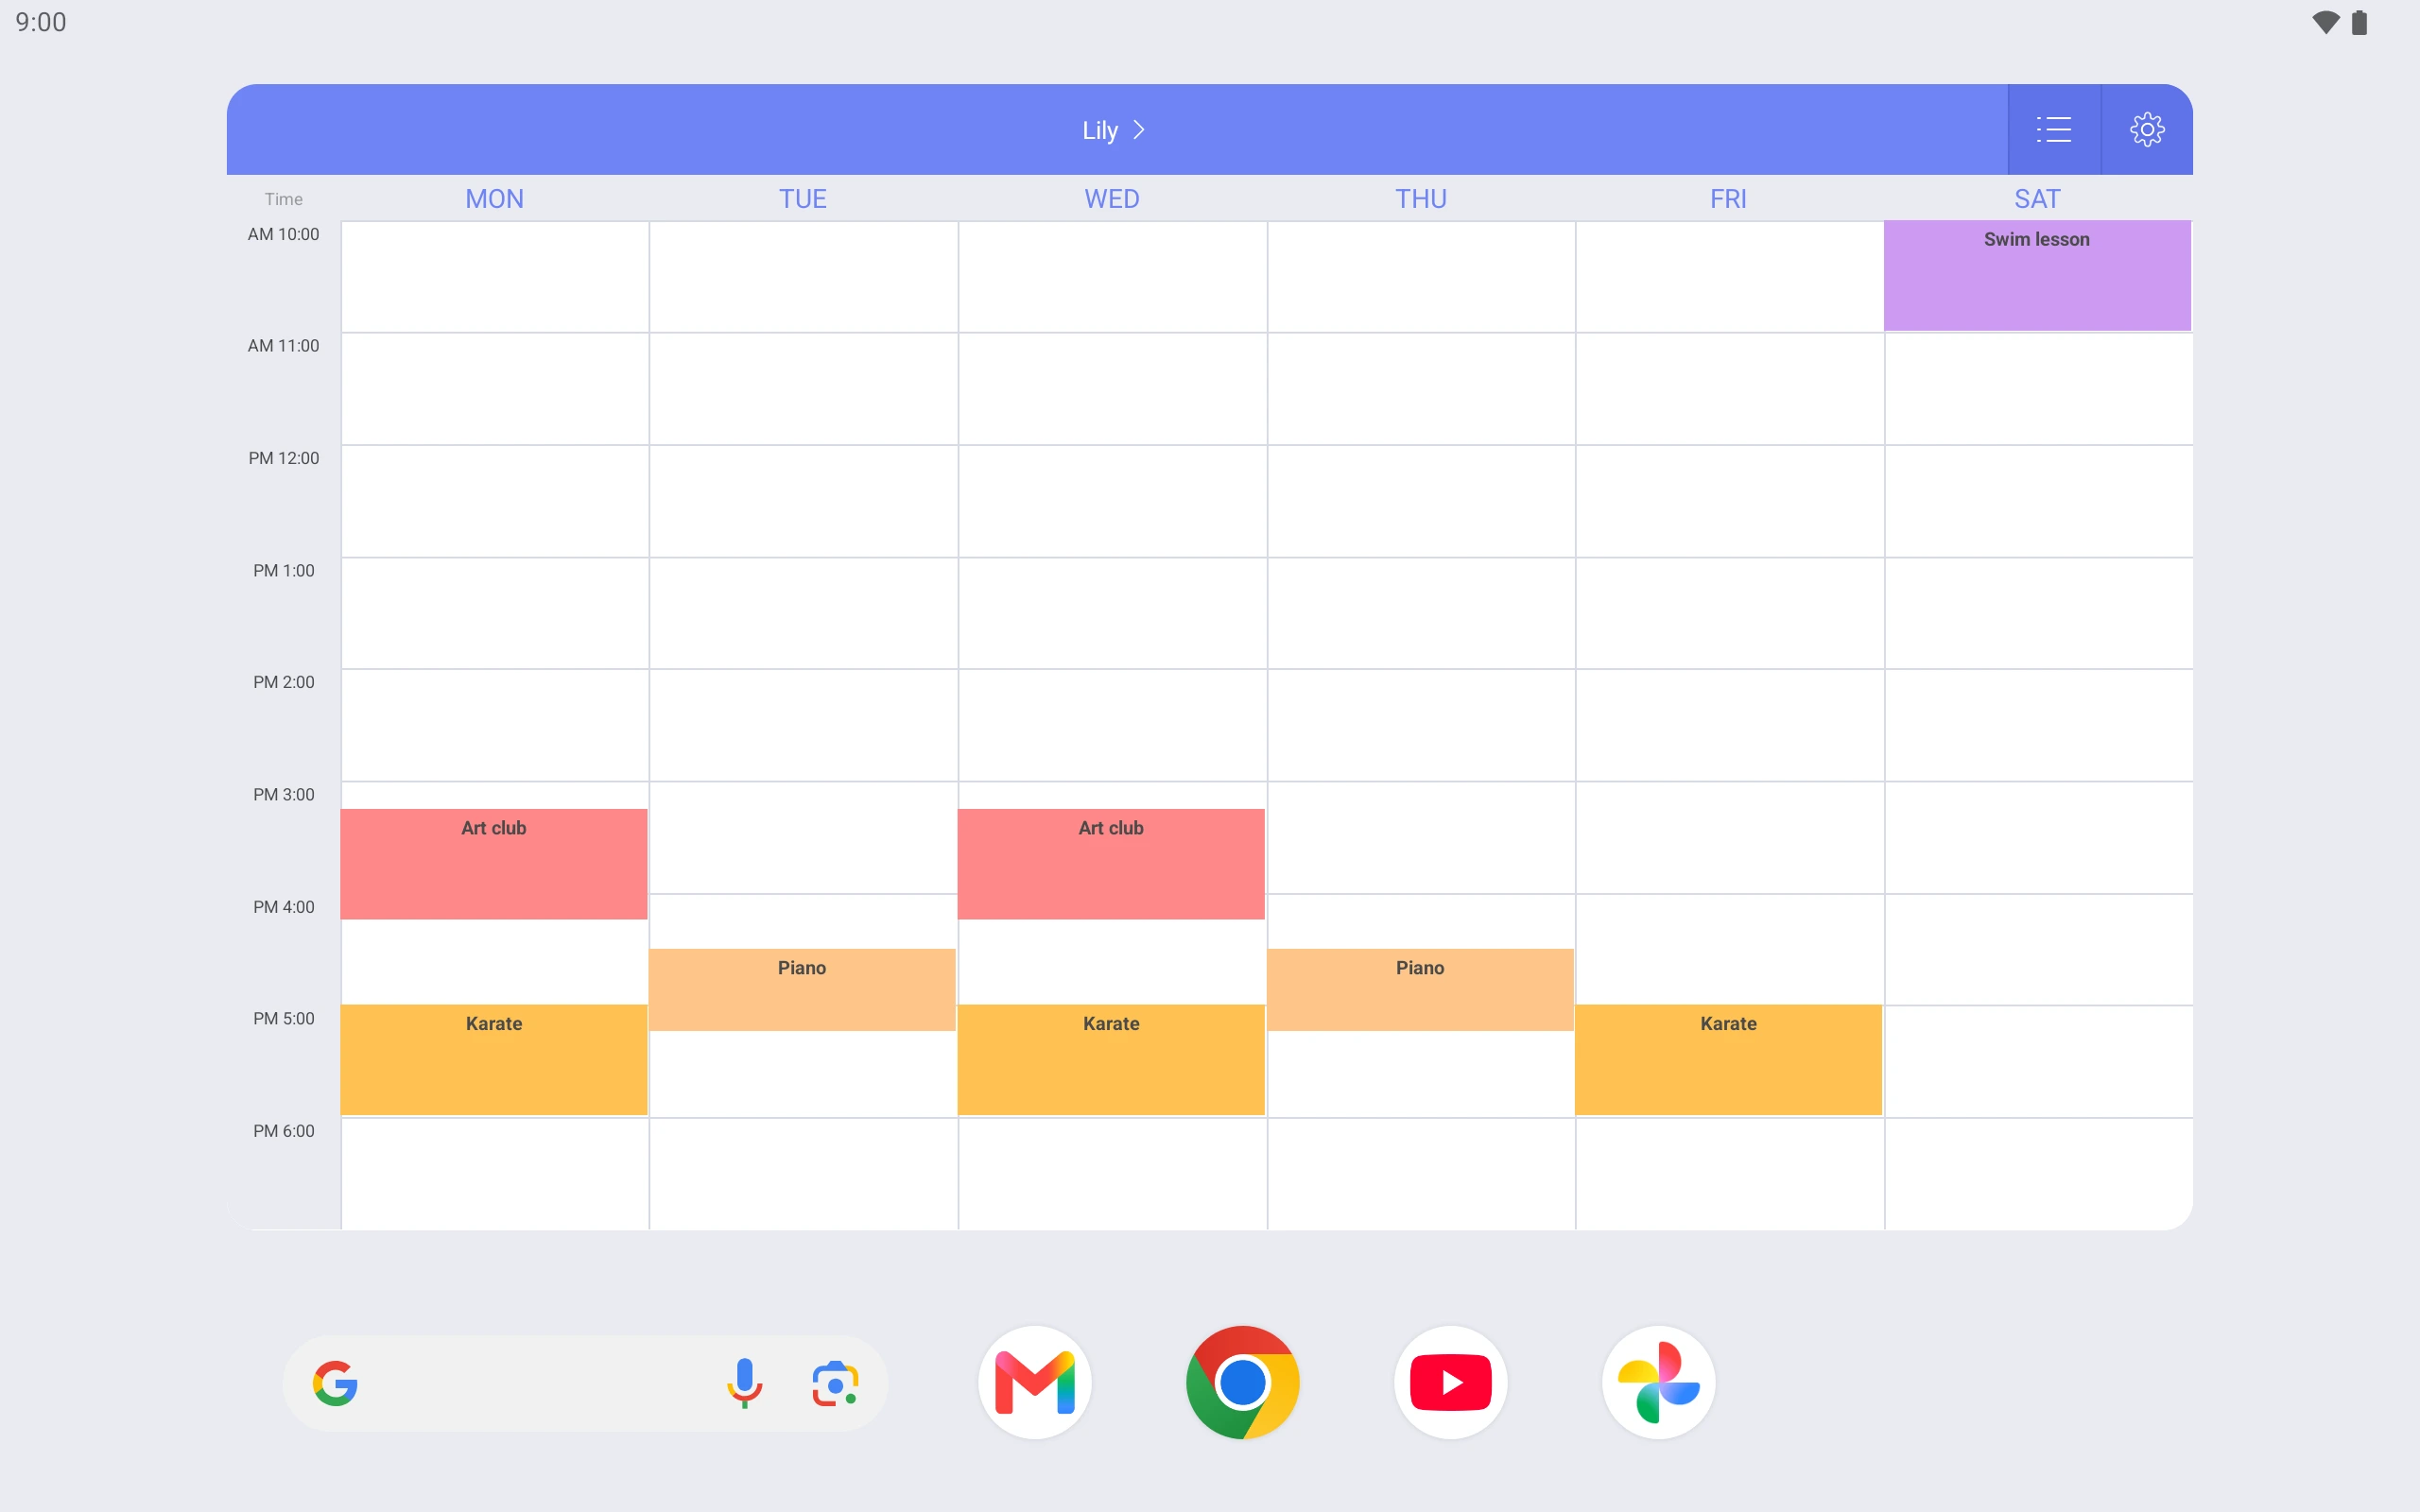 9:00
Lily
Time MON TUE WED THU FRI SAT
AM 10:00
Swim lesson
AM 11:00
PM 12:00
PM 1:00
PM 2:00
PM 3:00
Art club Art club
PM 4:00
Piano Piano
PM 5:00
Karate Karate Karate
PM 6:00